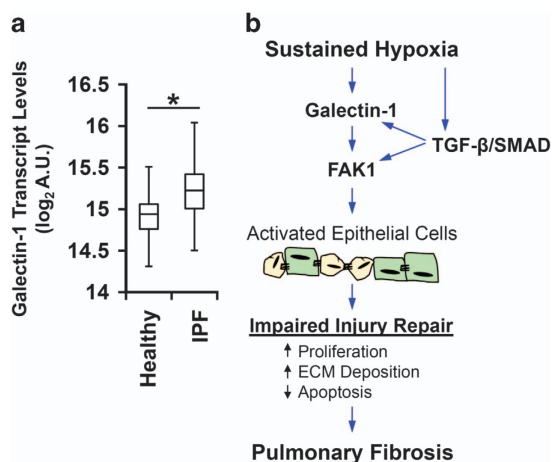 a
Galectin-1 Transcript Levels
(log₂ A.U.)
16.5
16
15.5
15
14.5
14
*
Healthy
IPF
b
Sustained Hypoxia
Galectin-1
TGF-β/SMAD
FAK1
Activated Epithelial Cells
Impaired Injury Repair
↑ Proliferation
↑ ECM Deposition
↓ Apoptosis
Pulmonary Fibrosis